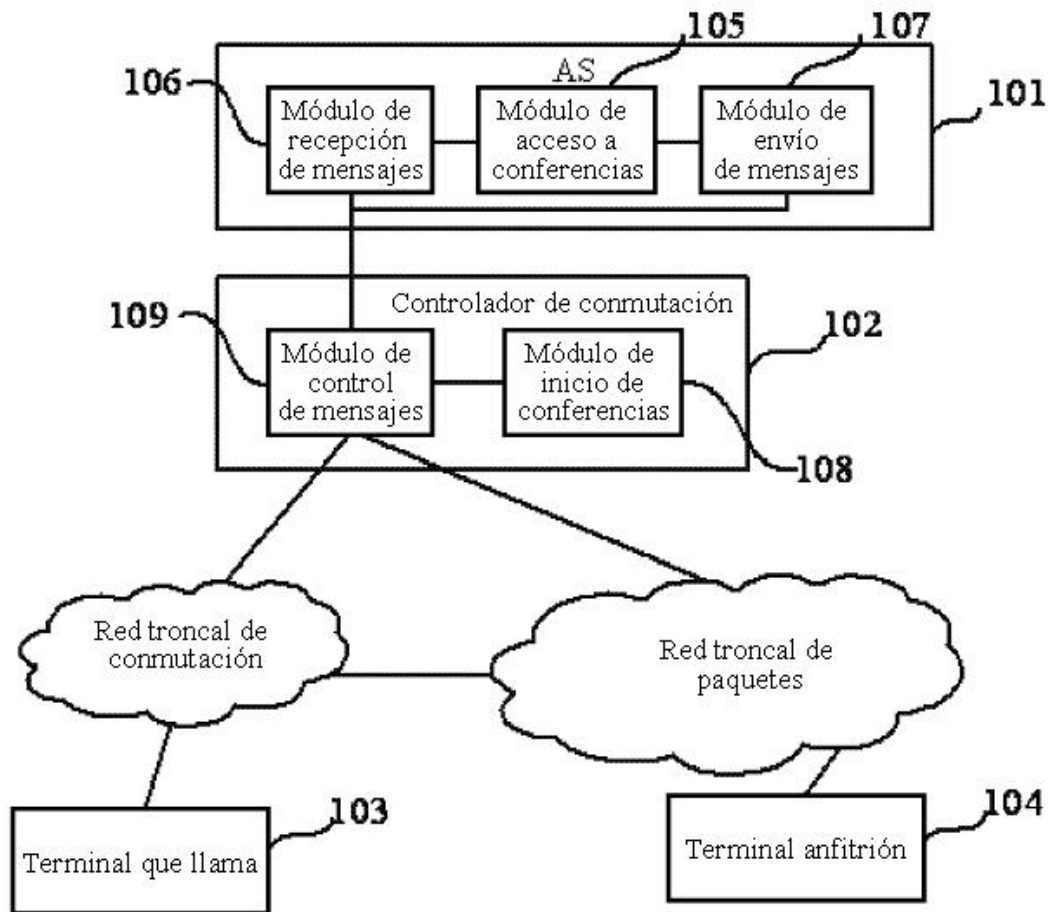 105
107
AS
106
101
Módulo de
recepción
de mensajes
Módulo de
acceso a
conferencias
Módulo de
envío
de mensajes
Controlador de conmutación
109
102
Módulo de
control
de mensajes
Módulo de
inicio de
conferencias
108
Red troncal de
conmutación
Red troncal de
paquetes
103
104
Terminal que llama
Terminal anfitrión